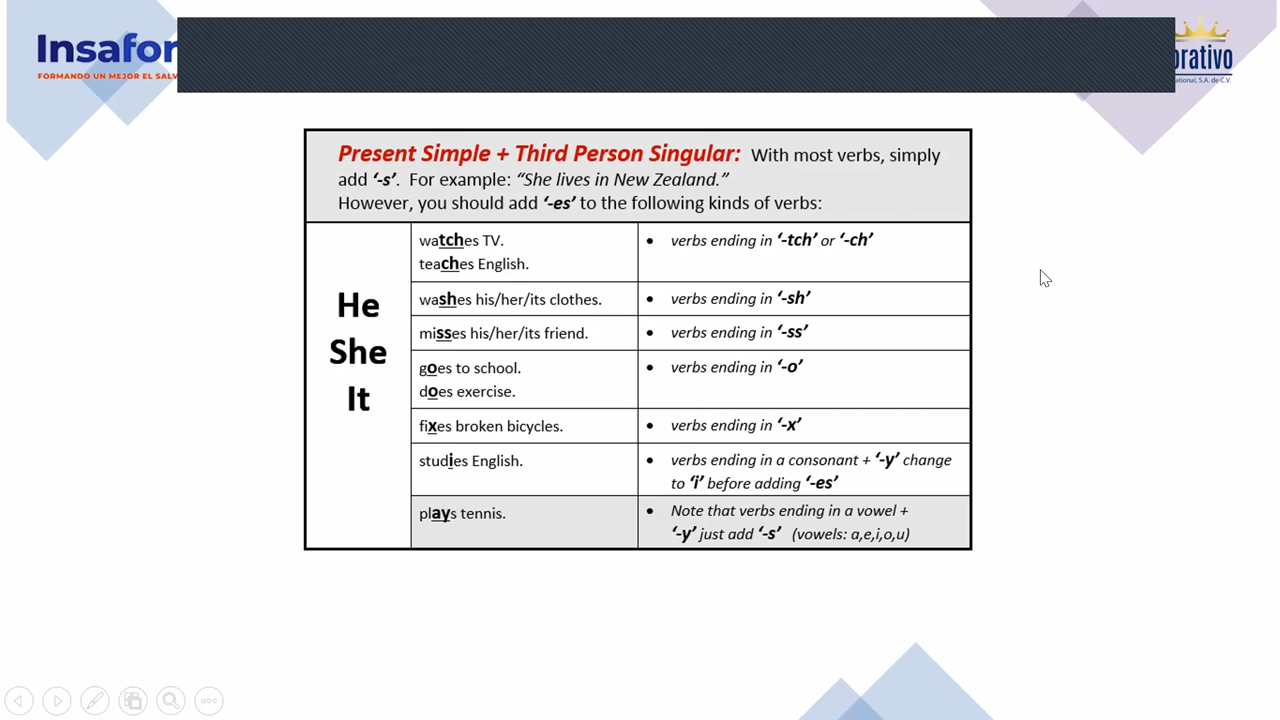 Insafor
FORMANDO UN MEJOR EL SALV
orativo
ational, S.A. de C.V.
Present Simple + Third Person Singular: With most verbs, simply
add ‘-s’. For example: “She lives in New Zealand.”
However, you should add ‘-es’ to the following kinds of verbs:
He
She
It
watches TV.
teaches English.
• verbs ending in ‘-tch’ or ‘-ch’
washes his/her/its clothes.
• verbs ending in ‘-sh’
misses his/her/its friend.
• verbs ending in ‘-ss’
goes to school.
does exercise.
• verbs ending in ‘-o’
fixes broken bicycles.
• verbs ending in ‘-x’
studies English.
• verbs ending in a consonant + ‘-y’ change
to ‘i’ before adding ‘-es’
plays tennis.
• Note that verbs ending in a vowel +
‘-y’ just add ‘-s’ (vowels: a,e,i,o,u)